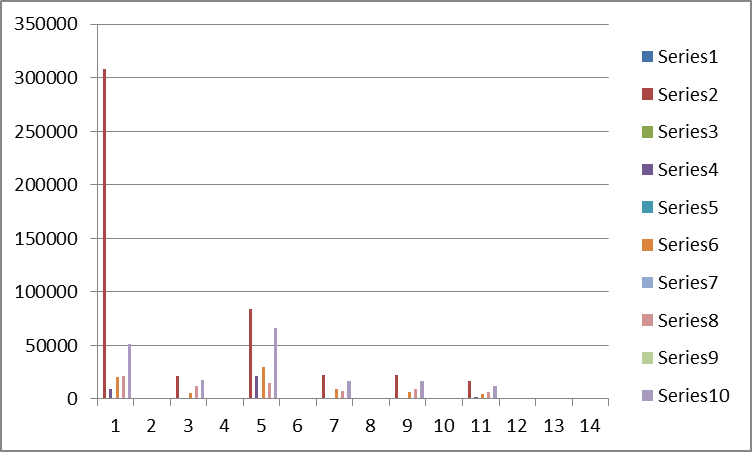 350000
300000
250000
200000
150000
100000
50000
0
1 2 3 4 5 6 7 8 9 10 11 12 13 14
Series1
Series2
Series3
Series4
Series5
Series6
Series7
Series8
Series9
Series10